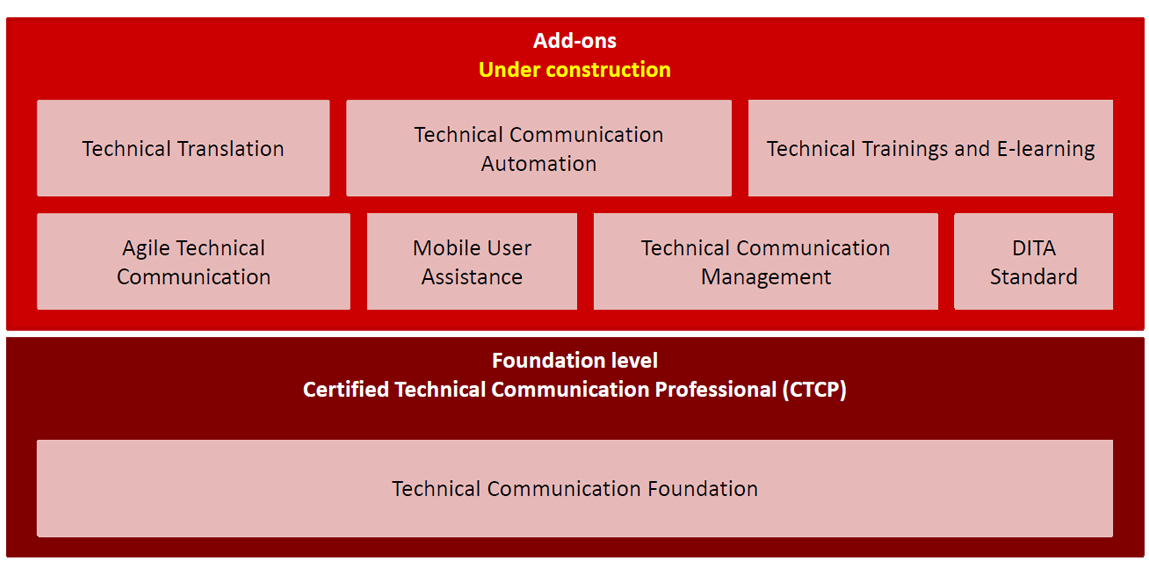 Add-ons
Under construction
Technical Translation
Technical Communication
Automation
Technical Trainings and E-learning
Agile Technical
Communication
Mobile User
Assistance
Technical Communication
Management
DITA
Standard
Foundation level
Certified Technical Communication Professional (CTCP)
Technical Communication Foundation